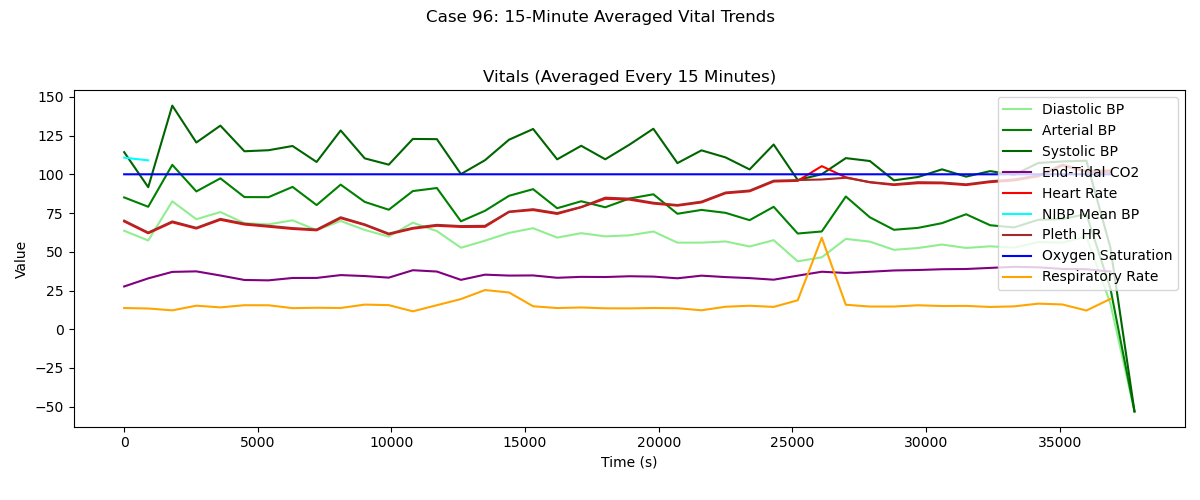 Case 96: 15-Minute Averaged Vital Trends
Vitals (Averaged Every 15 Minutes)
150
125
100
75
50
25
0
−25
−50
Value
Diastolic BP
Arterial BP
Systolic BP
End-Tidal CO2
Heart Rate
NIBP Mean BP
Pleth HR
Oxygen Saturation
Respiratory Rate
0 5000 10000 15000 20000 25000 30000 35000
Time (s)